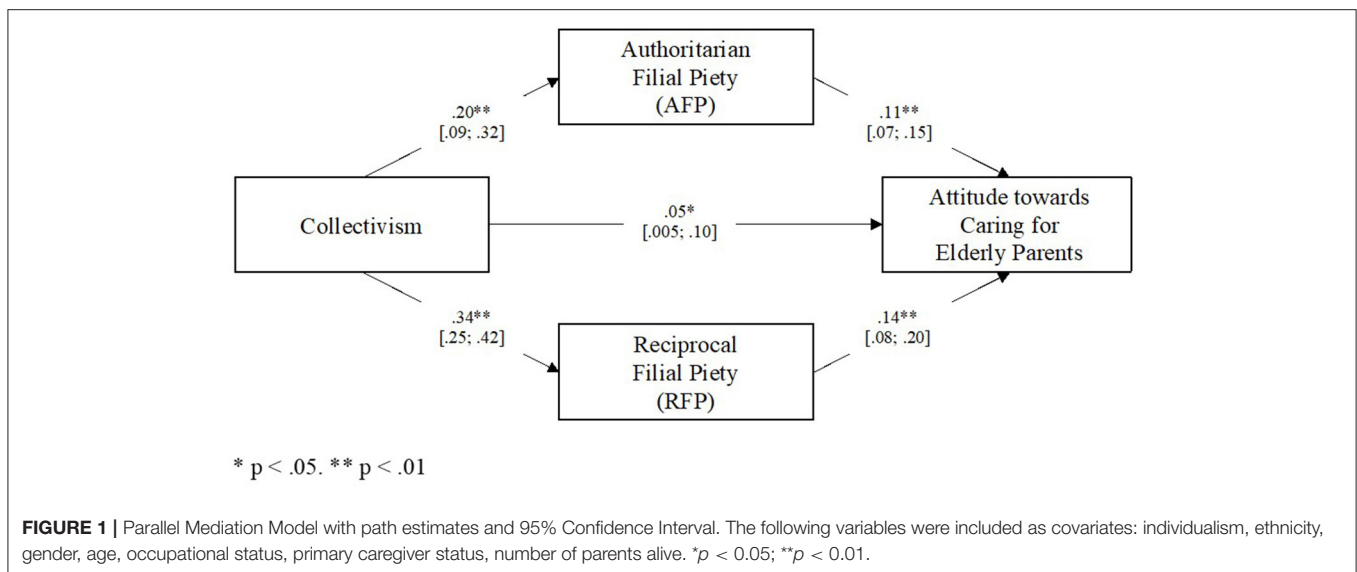 Authoritarian
Filial Piety
(AFP)
.20**
[.09; .32]
.11**
[.07; .15]
Collectivism
.05*
[.005; .10]
Attitude towards
Caring for
Elderly Parents
.34**
[.25; .42]
.14**
[.08; .20]
Reciprocal
Filial Piety
(RFP)
* p < .05. ** p < .01
FIGURE 1 | Parallel Mediation Model with path estimates and 95% Confidence Interval. The following variables were included as covariates: individualism, ethnicity,
gender, age, occupational status, primary caregiver status, number of parents alive. *p < 0.05; **p < 0.01.